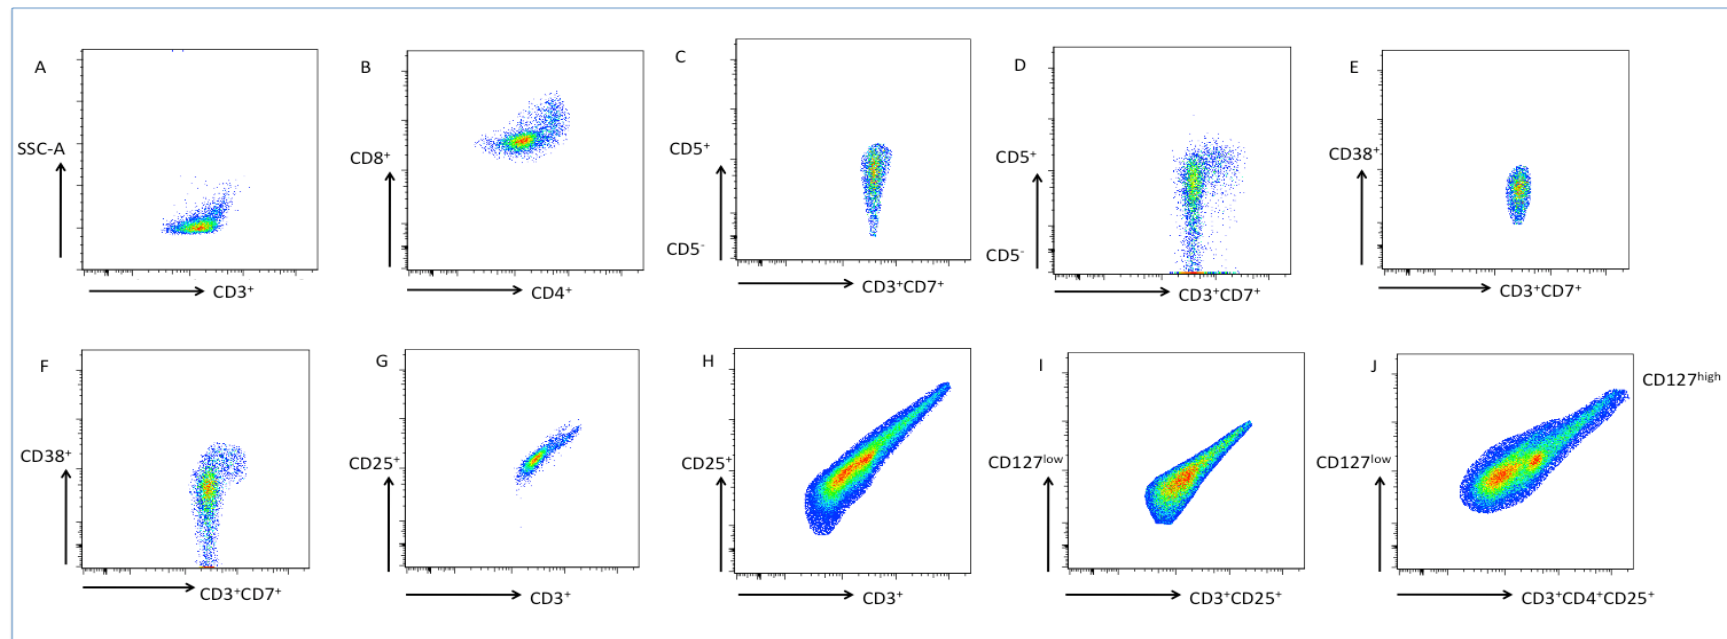 A
SSC-A
CD3⁺
B
CD8⁺
CD4⁺
C
CD5⁺
CD5⁻
CD3⁺CD7⁺
D
CD5⁺
CD5⁻
CD3⁺CD7⁺
E
CD38⁺
CD3⁺CD7⁺
F
CD38⁺
CD3⁺CD7⁺
G
CD25⁺
CD3⁺
H
CD25⁺
CD3⁺
I
CD127ˡᵒʷ
CD3⁺CD25⁺
J
CD127ʰⁱᵍʰ
CD127ˡᵒʷ
CD3⁺CD4⁺CD25⁺